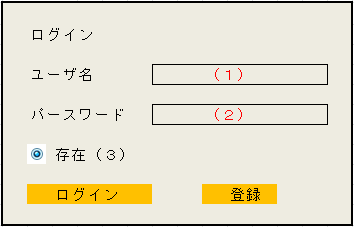 ログイン
ユーザ名 （１）
パースワード （２）
存在（３）
ログイン 登録